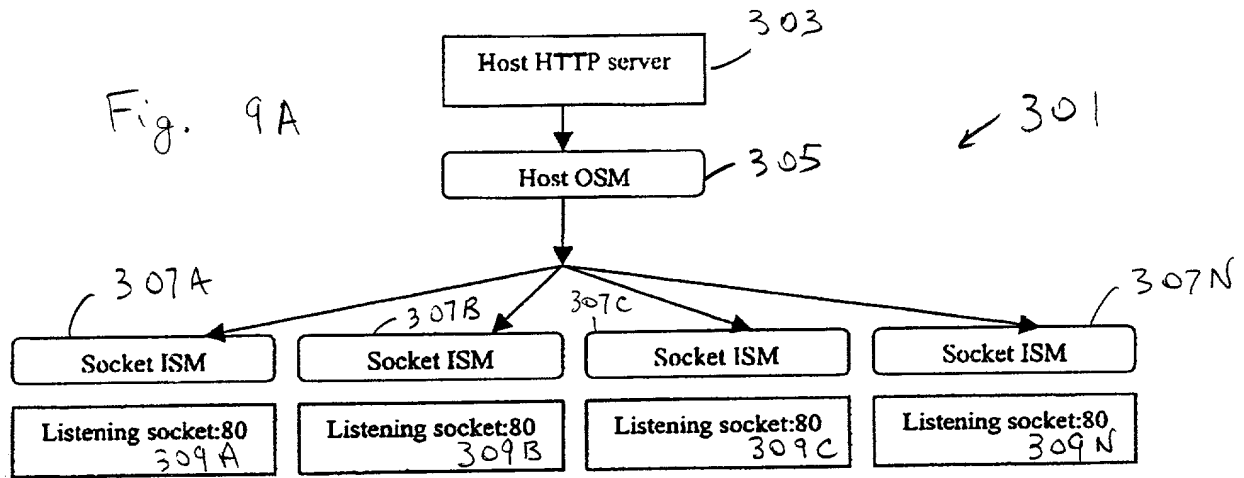 303
Host HTTP server
Fig. 9A
301
305
Host OSM
307A
307B
307C
307N
Socket ISM
Socket ISM
Socket ISM
Socket ISM
Listening socket:80
309A
Listening socket:80
309B
Listening socket:80
309C
Listening socket:80
309N